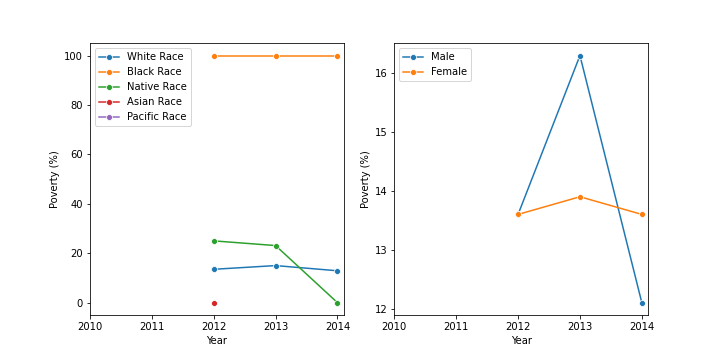 100
80
60
40
20
0
Poverty (%)
2010 2011 2012 2013 2014
Year
White Race
Black Race
Native Race
Asian Race
Pacific Race
16
15
14
13
12
Poverty (%)
2010 2011 2012 2013 2014
Year
Male
Female